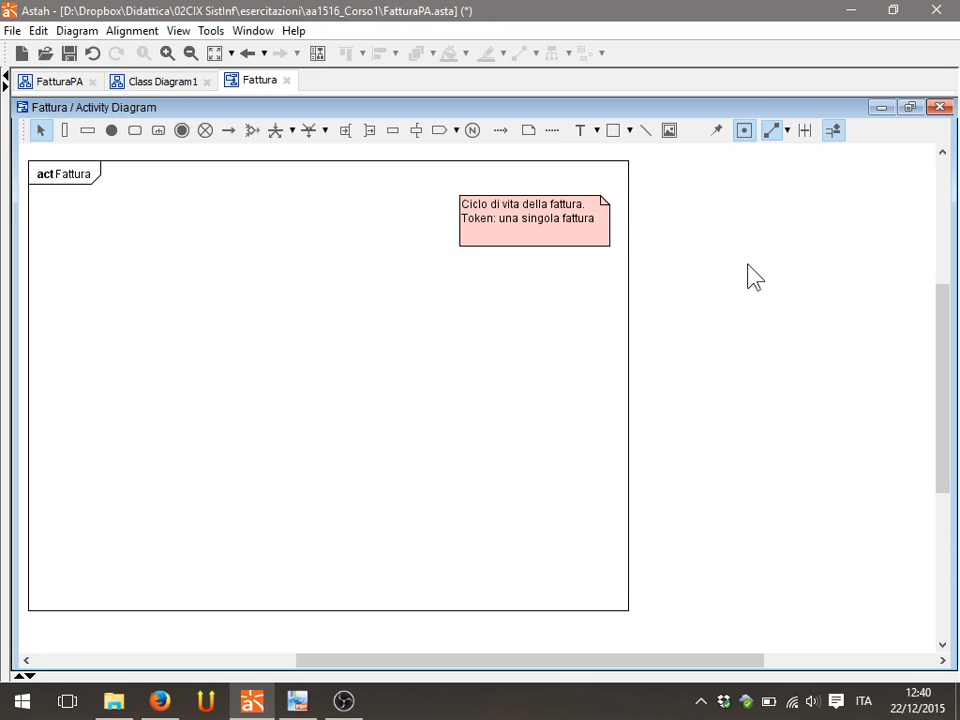 Astah - [D:\Dropbox\Didattica\02CIX SistInf\esercitazioni\aa1516_Corso1\FatturaPA.asta] (*)
File Edit Diagram Alignment View Tools Window Help
FatturaPA Class Diagram1 Fattura
Fattura / Activity Diagram
N T
act Fattura
Ciclo di vita della fattura.
Token: una singola fattura
ITA
12:40
22/12/2015